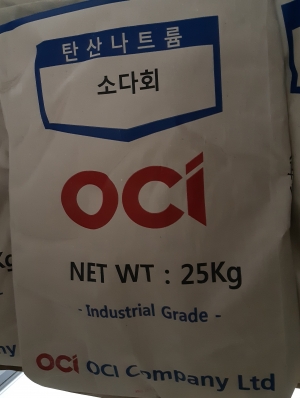 탄산나트륨
소다회
OCI
NET WT : 25Kg
- Industrial Grade -
OCI OCI Company Ltd